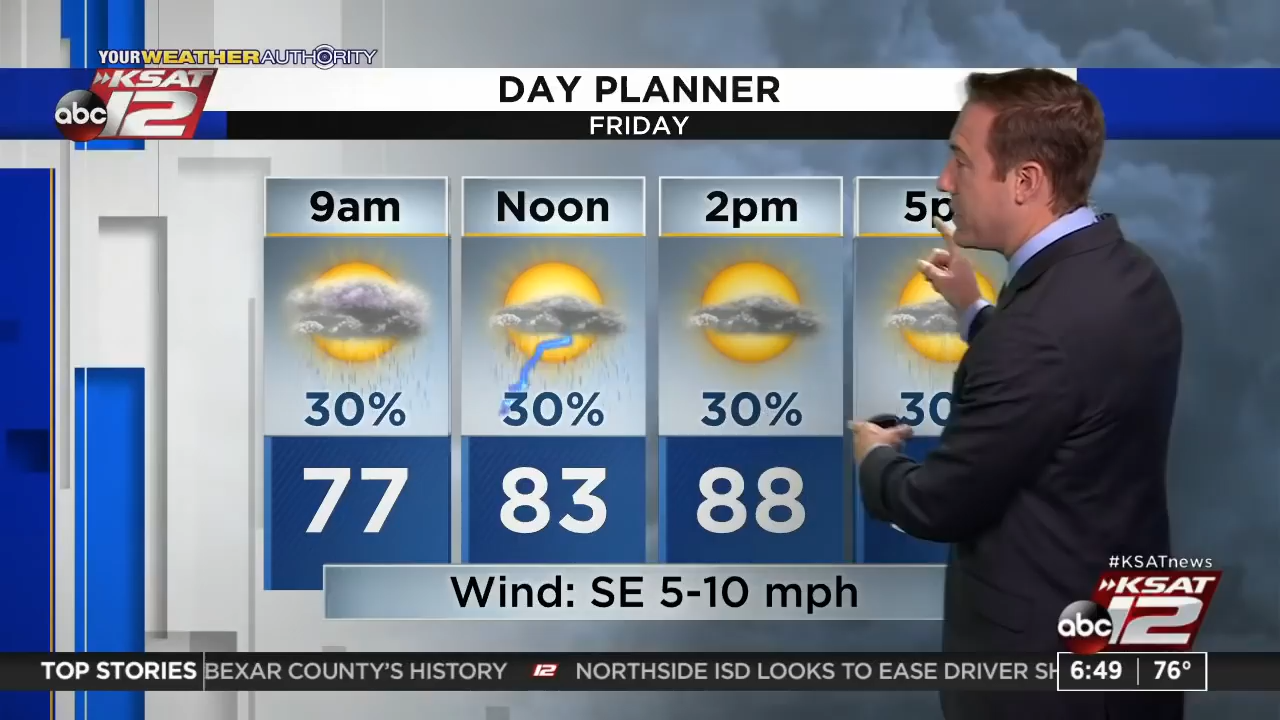 YOURWEATHERAUTHORITY
KSAT
abc 12
DAY PLANNER
FRIDAY
9am Noon 2pm
30% 30% 30% 30
77 83 88
Wind: SE 5-10 mph
#KSATnews
KSAT
abc 12
TOP STORIES BEXAR COUNTY'S HISTORY 12 NORTHSIDE ISD LOOKS TO EASE DRIVER 6:49 76°